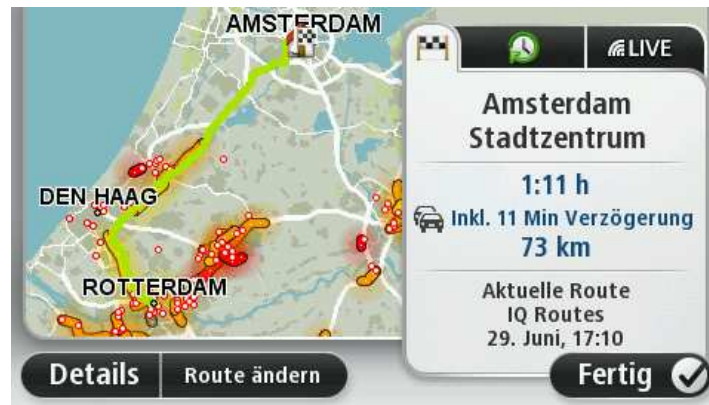 AMSTERDAM
DEN HAAG
ROTTERDAM
LIVE
Amsterdam
Stadtzentrum
1:11 h
Inkl. 11 Min Verzögerung
73 km
Aktuelle Route
IQ Routes
29. Juni, 17:10
Details
Route ändern
Fertig